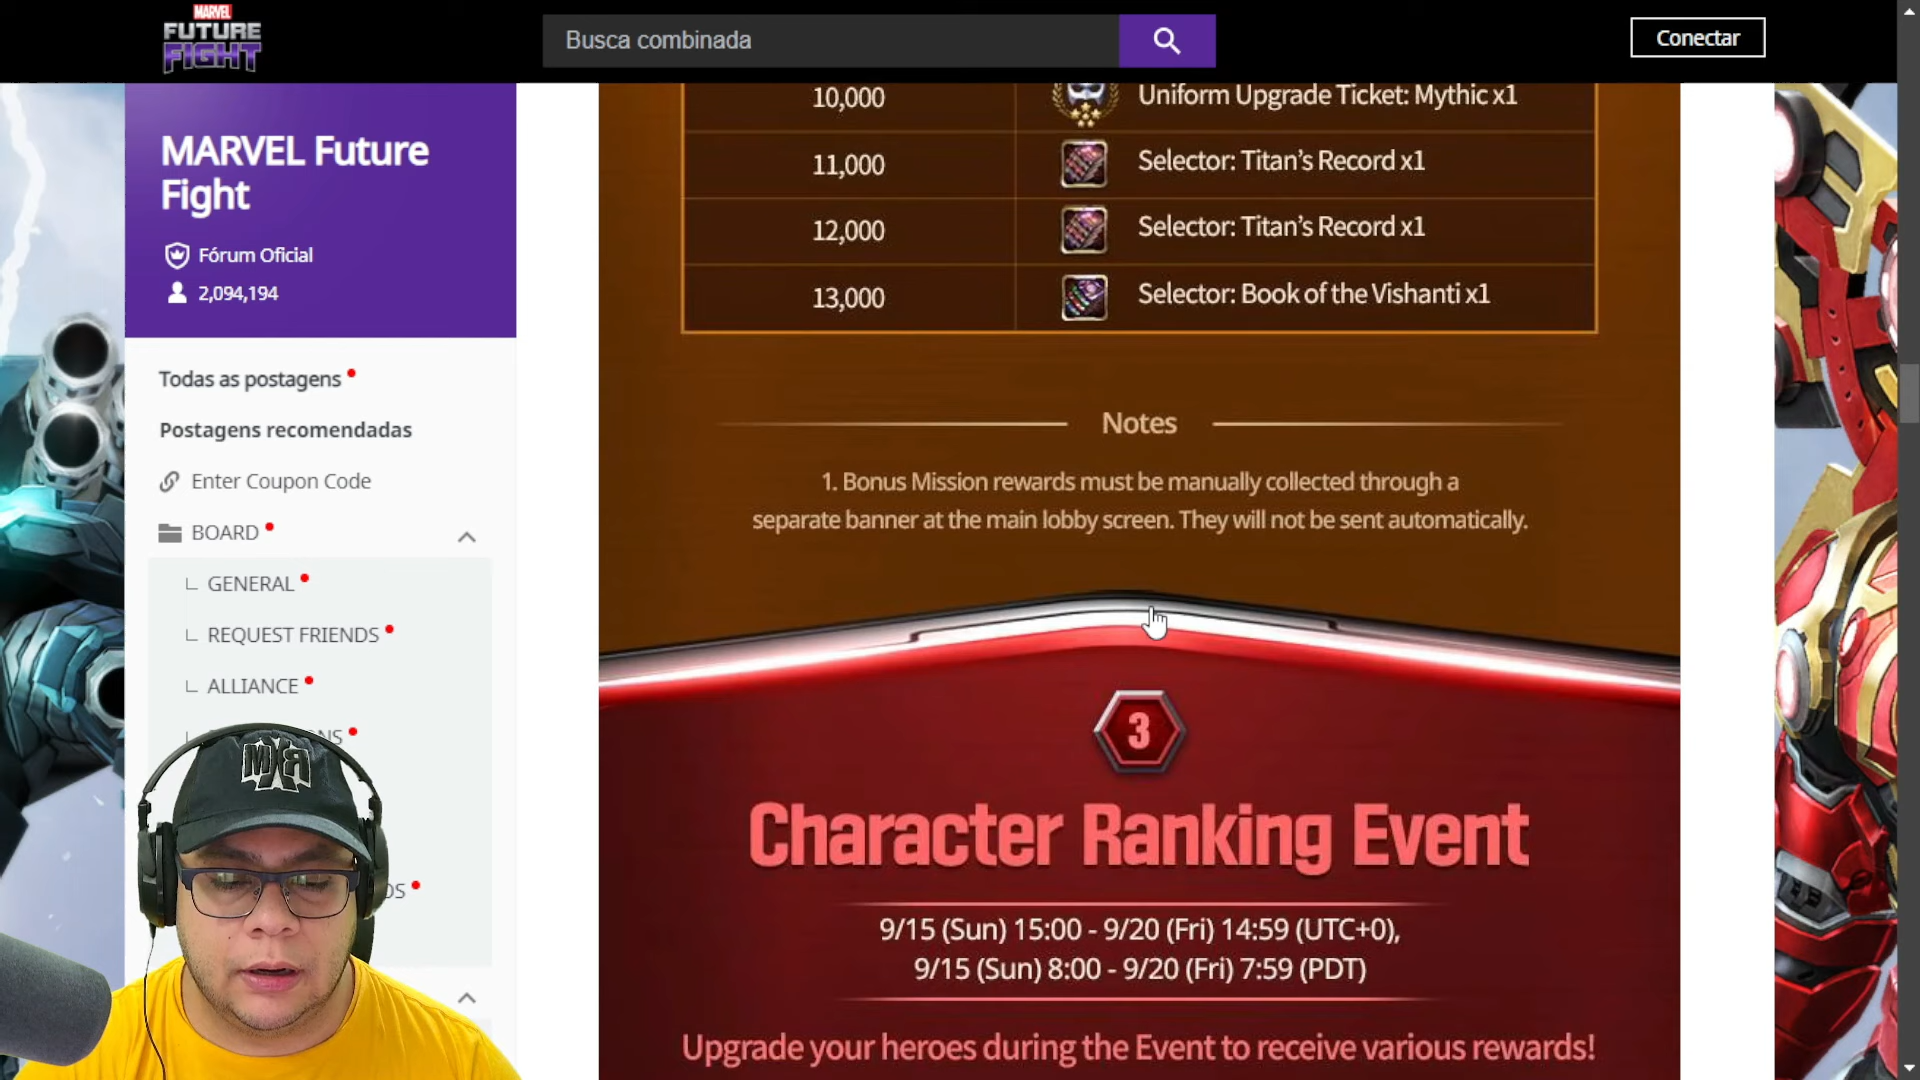 MARVEL
FUTURE
FIGHT
Busca combinada
Conectar
MARVEL Future
Fight
Fórum Oficial
2,094,194
Todas as postagens
Postagens recomendadas
Enter Coupon Code
BOARD
GENERAL
REQUEST FRIENDS
ALLIANCE
NS
DS
MXR
10,000 Uniform Upgrade Ticket: Mythic x1
11,000 Selector: Titan's Record x1
12,000 Selector: Titan's Record x1
13,000 Selector: Book of the Vishanti x1
Notes
1. Bonus Mission rewards must be manually collected through a
separate banner at the main lobby screen. They will not be sent automatically.
3
Character Ranking Event
9/15 (Sun) 15:00 - 9/20 (Fri) 14:59 (UTC+0),
9/15 (Sun) 8:00 - 9/20 (Fri) 7:59 (PDT)
Upgrade your heroes during the Event to receive various rewards!